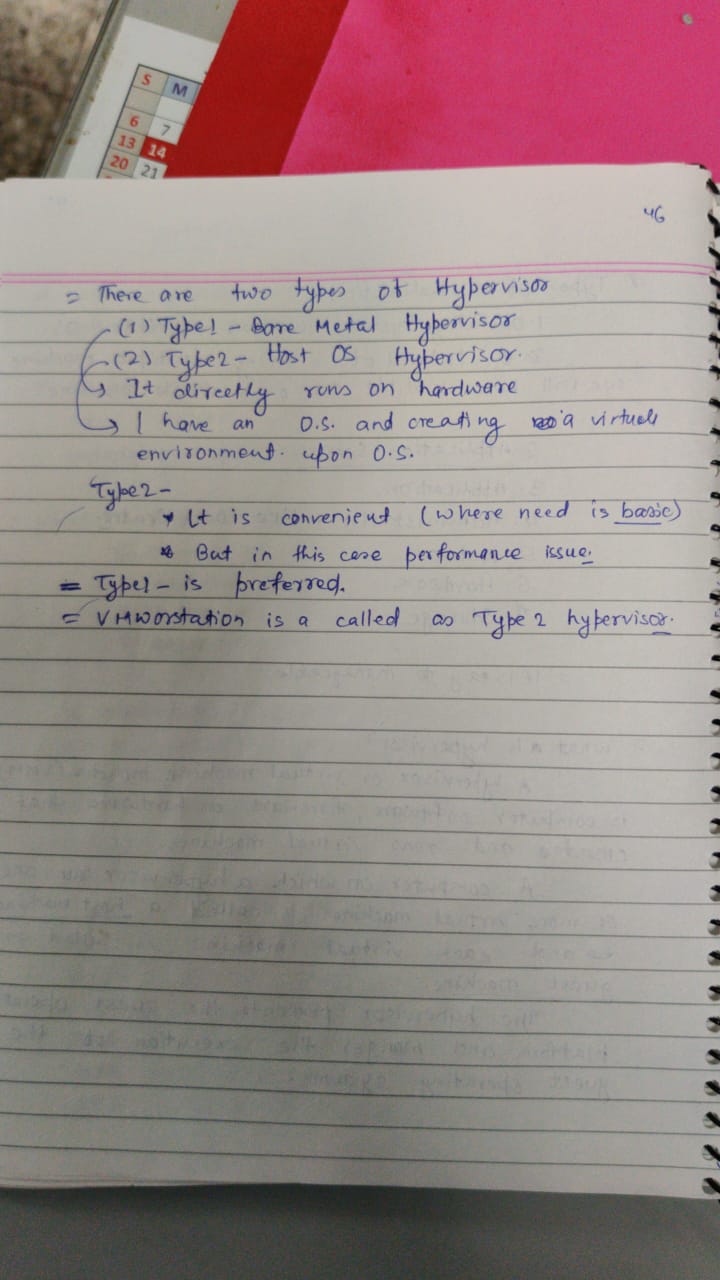 S M
6 7
13 14
20 21
46
= There are two types of Hypervisor
(1) Type1 - Bare Metal Hypervisor
(2) Type2 - Host OS Hypervisor.
It directly runs on hardware
I have an O.S. and creating a virtual
environment. upon O.S.
Type2 -
* It is convenient (where need is basic)
* But in this case performance issue.
= Type1 - is preferred.
= VMworstation is a called as Type 2 hypervisor.